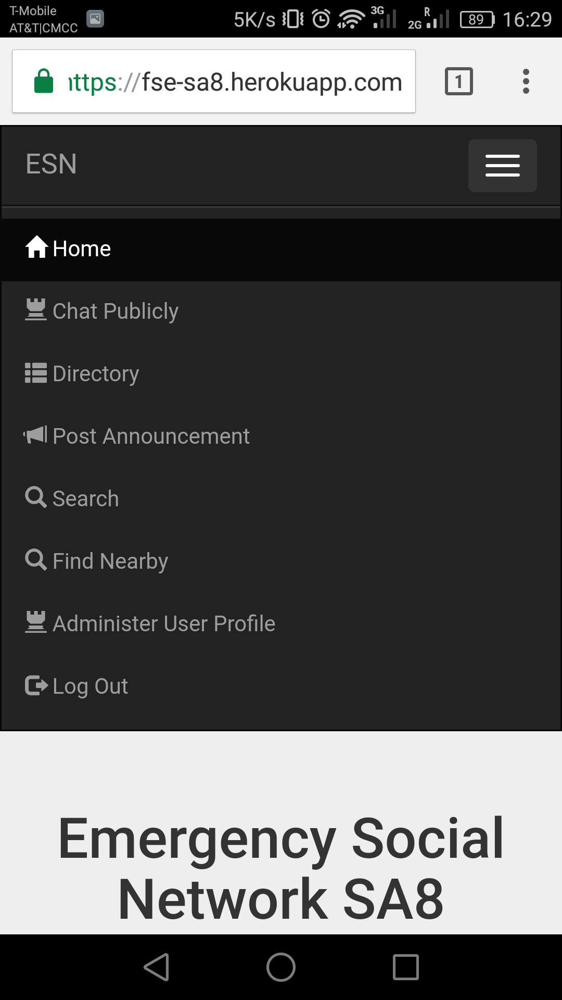 T-Mobile
AT&T|CMCC
5K/s 3G 2G R 89 16:29
https://fse-sa8.herokuapp.com
1
ESN
Home
Chat Publicly
Directory
Post Announcement
Search
Find Nearby
Administer User Profile
Log Out
Emergency Social
Network SA8